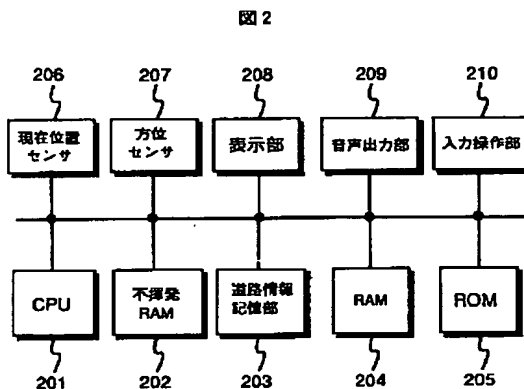 図2
206 207 208 209 210
現在位置
センサ
方位
センサ
表示部
音声出力部
入力操作部
CPU
不揮発
RAM
道路情報
記憶部
RAM
ROM
201 202 203 204 205